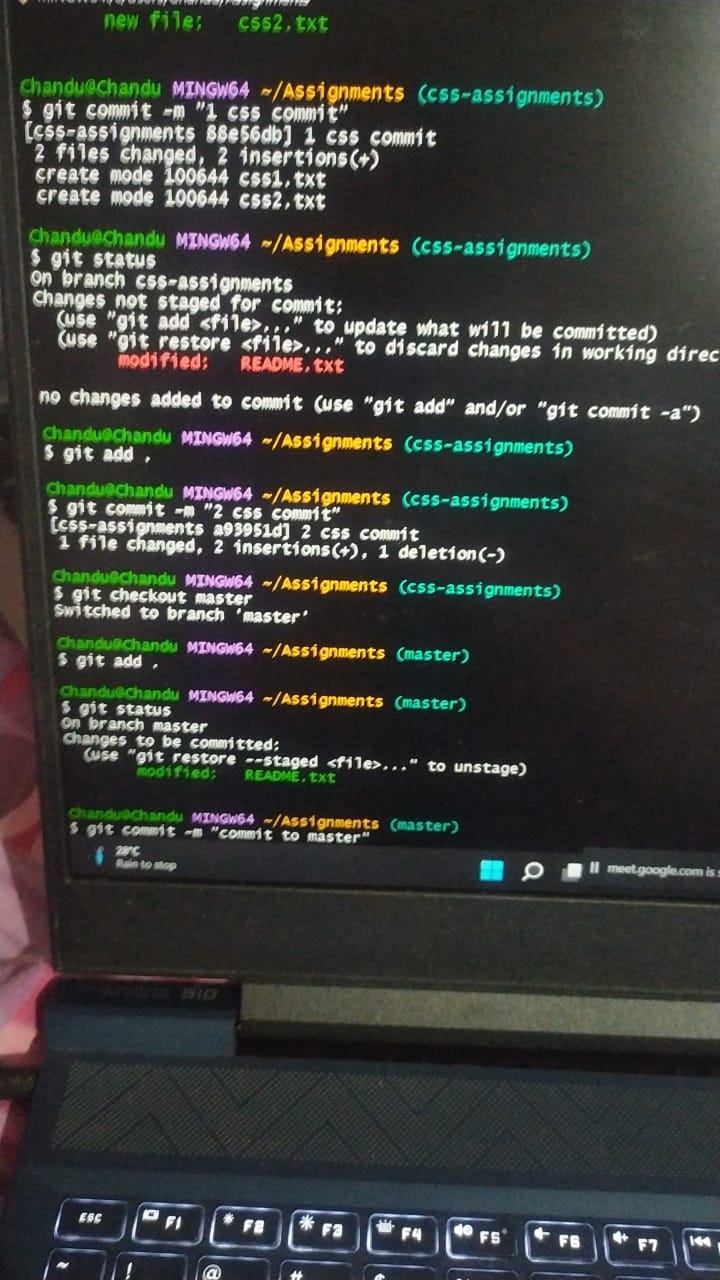 new file:   css2.txt
Chandu@Chandu MINGW64 ~/Assignments (css-assignments)
$ git commit -m "1 css commit"
[css-assignments 88e56db] 1 css commit
2 files changed, 2 insertions(+)
create mode 100644 css1.txt
create mode 100644 css2.txt
Chandu@Chandu MINGW64 ~/Assignments (css-assignments)
$ git status
On branch css-assignments
Changes not staged for commit:
(use "git add <file>..." to update what will be committed)
(use "git restore <file>..." to discard changes in working direc
modified:   README.txt
no changes added to commit (use "git add" and/or "git commit -a")
Chandu@Chandu MINGW64 ~/Assignments (css-assignments)
$ git add .
Chandu@Chandu MINGW64 ~/Assignments (css-assignments)
$ git commit -m "2 css commit"
[css-assignments a93951d] 2 css commit
1 file changed, 2 insertions(+), 1 deletion(-)
Chandu@Chandu MINGW64 ~/Assignments (css-assignments)
$ git checkout master
Switched to branch 'master'
Chandu@Chandu MINGW64 ~/Assignments (master)
$ git add .
Chandu@Chandu MINGW64 ~/Assignments (master)
$ git status
On branch master
Changes to be committed:
(use "git restore --staged <file>..." to unstage)
modified:   README.txt
Chandu@Chandu MINGW64 ~/Assignments (master)
$ git commit -m "commit to master"
28°C
Rain to stop
meet.google.com is
ESC F1 F2 F3 F4 F5 F6 F7
~ ! @ #